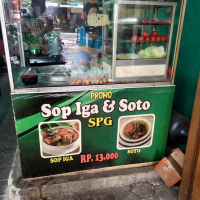 PROMO
Sop Iga & Soto
SPG
SOP IGA
RP. 13.000
SOTO